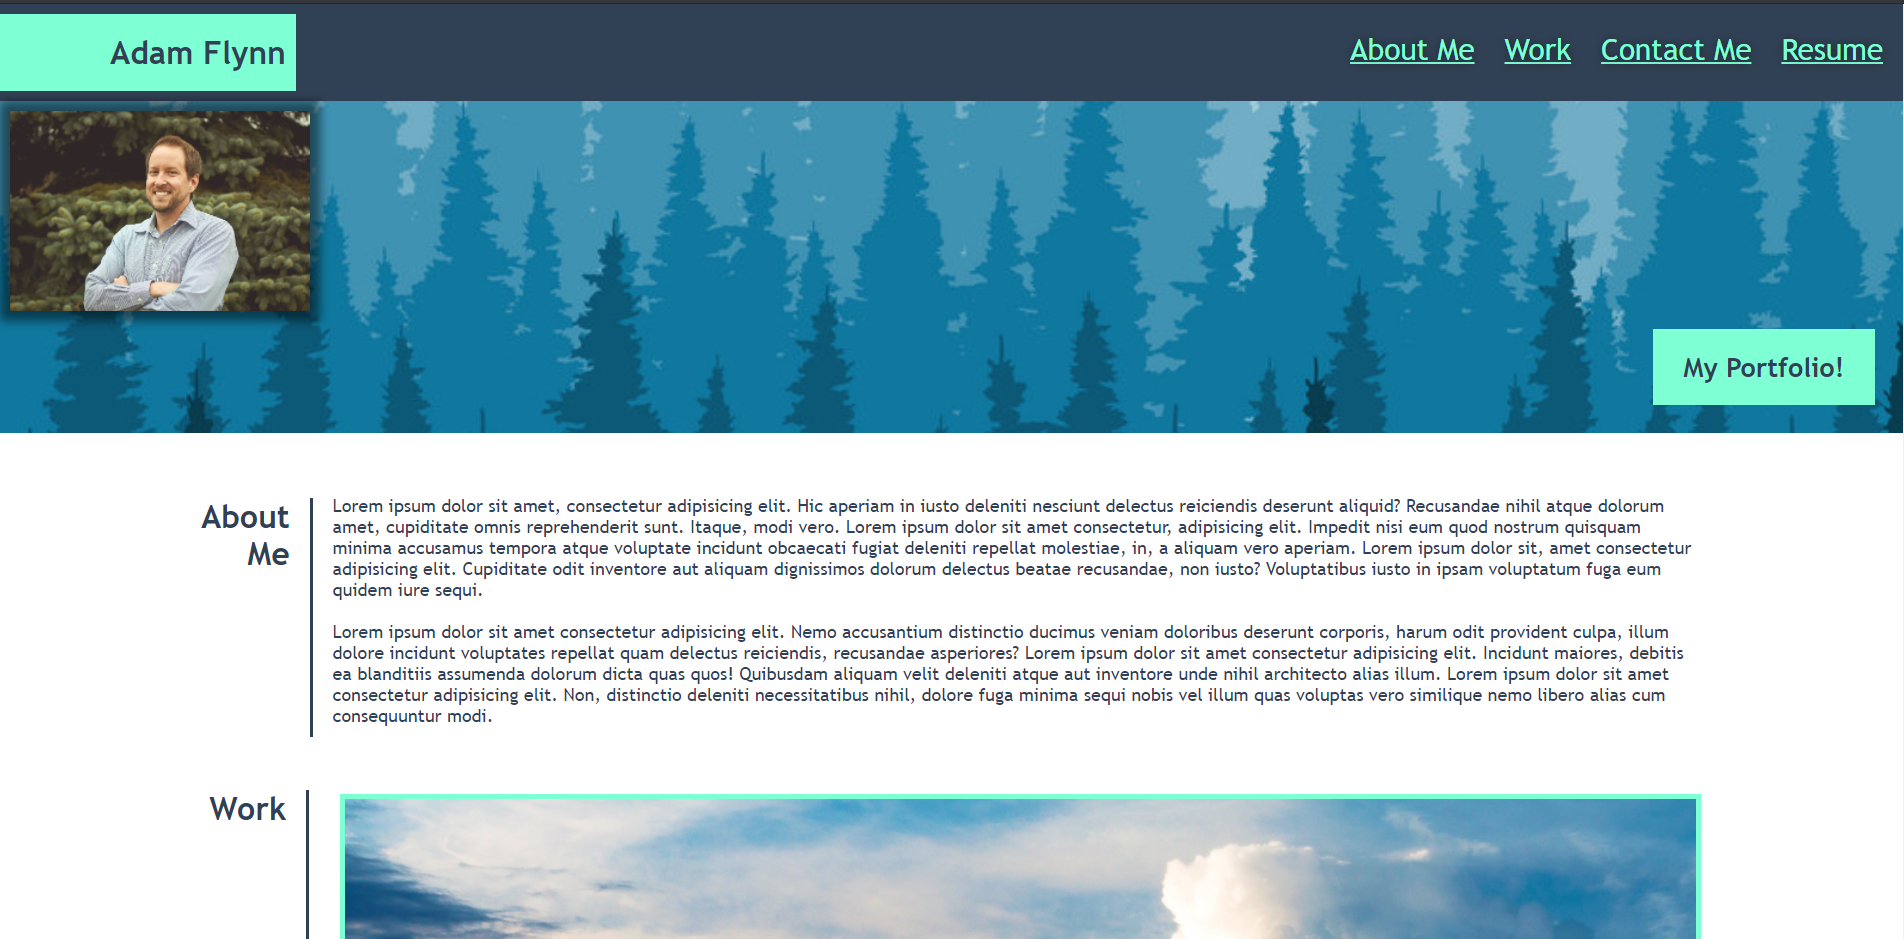 Adam Flynn
About Me Work Contact Me Resume
My Portfolio!
About
Me
Lorem ipsum dolor sit amet, consectetur adipisicing elit. Hic aperiam in iusto deleniti nesciunt delectus reiciendis deserunt aliquid? Recusandae nihil atque dolorum
amet, cupiditate omnis reprehenderit sunt. Itaque, modi vero. Lorem ipsum dolor sit amet consectetur, adipisicing elit. Impedit nisi eum quod nostrum quisquam
minima accusamus tempora atque voluptate incidunt obcaecati fugiat deleniti repellat molestiae, in, a aliquam vero aperiam. Lorem ipsum dolor sit, amet consectetur
adipisicing elit. Cupiditate odit inventore aut aliquam dignissimos dolorum delectus beatae recusandae, non iusto? Voluptatibus iusto in ipsam voluptatum fuga eum
quidem iure sequi.
Lorem ipsum dolor sit amet consectetur adipisicing elit. Nemo accusantium distinctio ducimus veniam doloribus deserunt corporis, harum odit provident culpa, illum
dolore incidunt voluptates repellat quam delectus reiciendis, recusandae asperiores? Lorem ipsum dolor sit amet consectetur adipisicing elit. Incidunt maiores, debitis
ea blanditiis assumenda dolorum dicta quas quos! Quibusdam aliquam velit deleniti atque aut inventore unde nihil architecto alias illum. Lorem ipsum dolor sit amet
consectetur adipisicing elit. Non, distinctio deleniti necessitatibus nihil, dolore fuga minima sequi nobis vel illum quas voluptas vero similique nemo libero alias cum
consequuntur modi.
Work